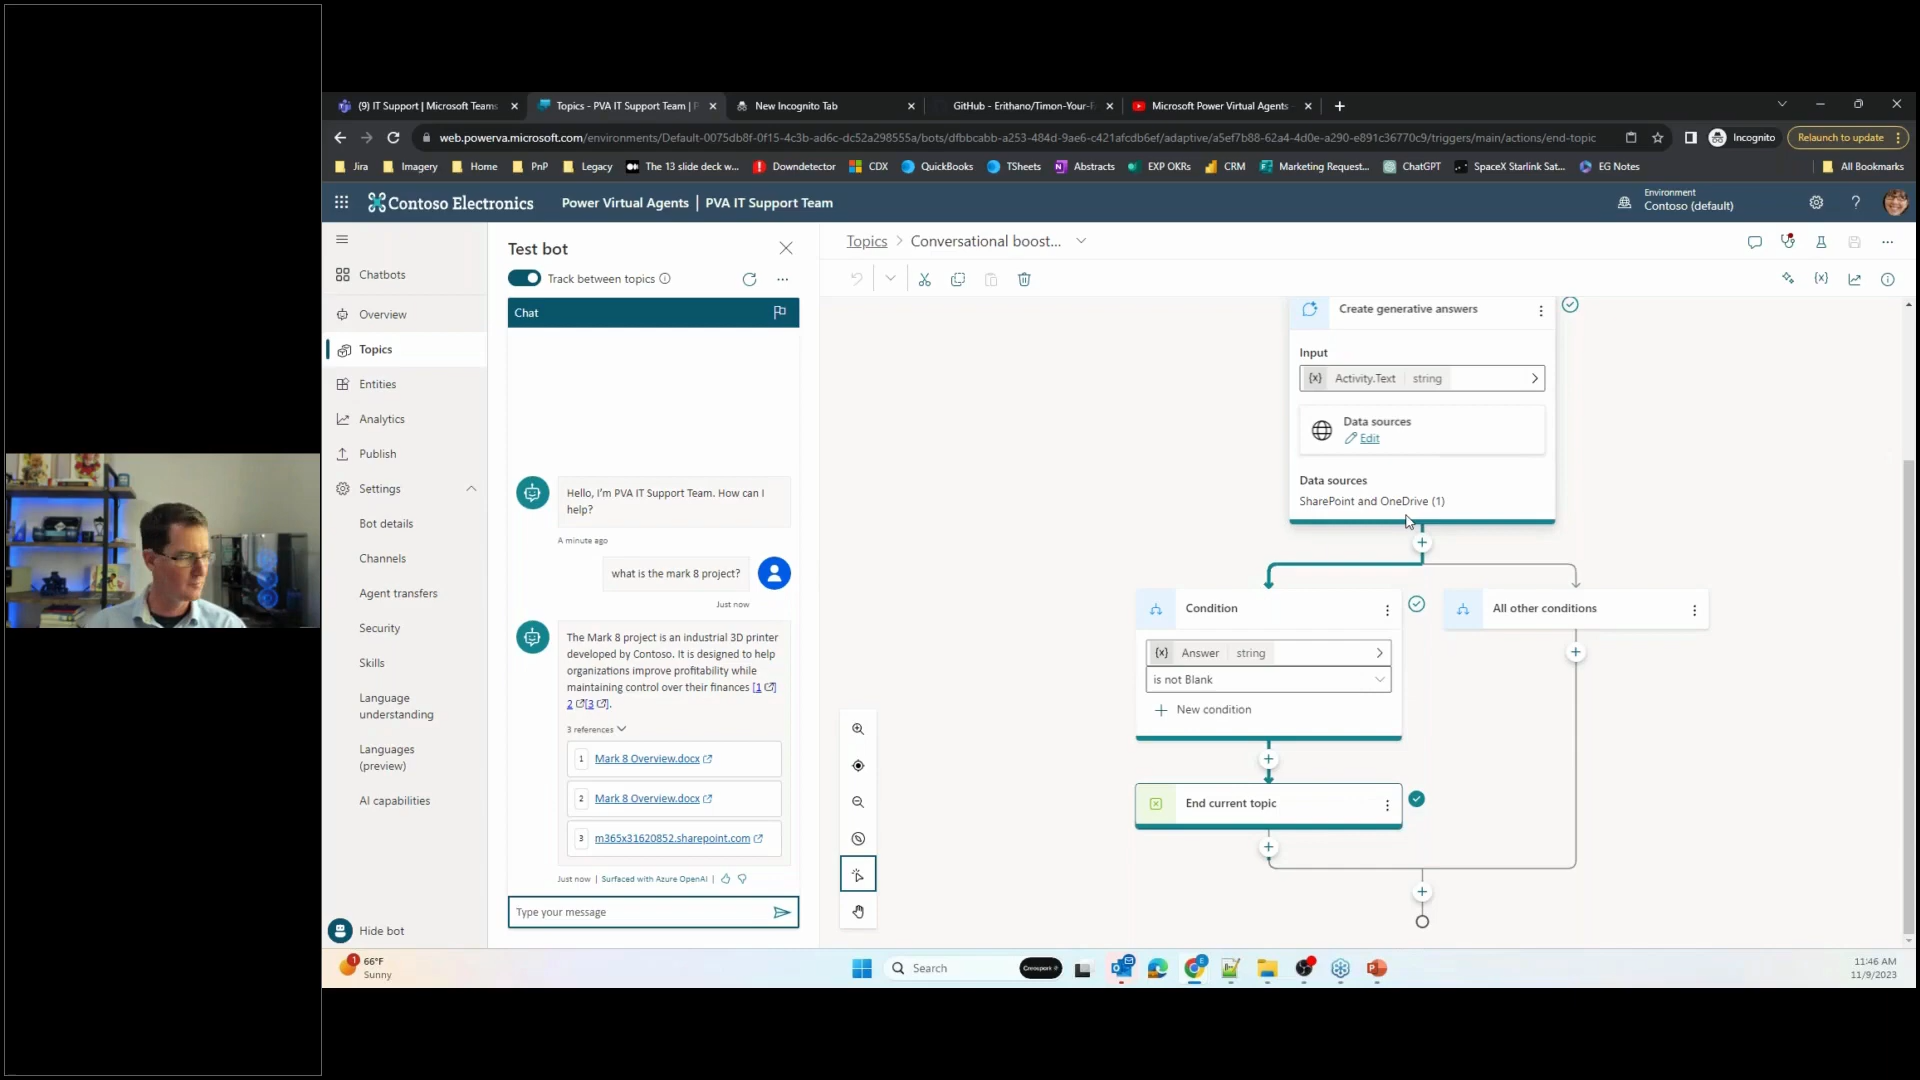 (9) IT Support | Microsoft Teams
Topics - PVA IT Support Team | P
New Incognito Tab
GitHub - Erithano/Timon-Your-F
Microsoft Power Virtual Agents -
web.powerva.microsoft.com/environments/Default-0075db8f-0f15-4c3b-ad6c-dc52a298555a/bots/dfbbcabb-a253-484d-9ae6-c421afcdb6ef/adaptive/a5ef7b88-62a4-4d0e-a290-e891c36770c9/triggers/main/actions/end-topic
Incognito
Relaunch to update
Jira
Imagery
Home
PnP
Legacy
The 13 slide deck w...
Downdetector
CDX
QuickBooks
TSheets
Abstracts
EXP OKRs
CRM
Marketing Request...
ChatGPT
SpaceX Starlink Sat...
EG Notes
All Bookmarks
Contoso Electronics
Power Virtual Agents | PVA IT Support Team
Environment
Contoso (default)
Chatbots
Overview
Topics
Entities
Analytics
Publish
Settings
Bot details
Channels
Agent transfers
Security
Skills
Language
understanding
Languages
(preview)
AI capabilities
Hide bot
Test bot
Track between topics
Chat
Hello, I'm PVA IT Support Team. How can I
help?
A minute ago
what is the mark 8 project?
Just now
The Mark 8 project is an industrial 3D printer
developed by Contoso. It is designed to help
organizations improve profitability while
maintaining control over their finances [1 ]
2 [3 ].
3 references
1 Mark 8 Overview.docx
2 Mark 8 Overview.docx
3 m365x31620852.sharepoint.com
Just now | Surfaced with Azure OpenAI |
Type your message
Topics > Conversational boost...
Create generative answers
Input
{x} Activity.Text string
Data sources
Edit
Data sources
SharePoint and OneDrive (1)
Condition
{x} Answer string
is not Blank
New condition
All other conditions
End current topic
1
66°F
Sunny
Search
11:46 AM
11/9/2023